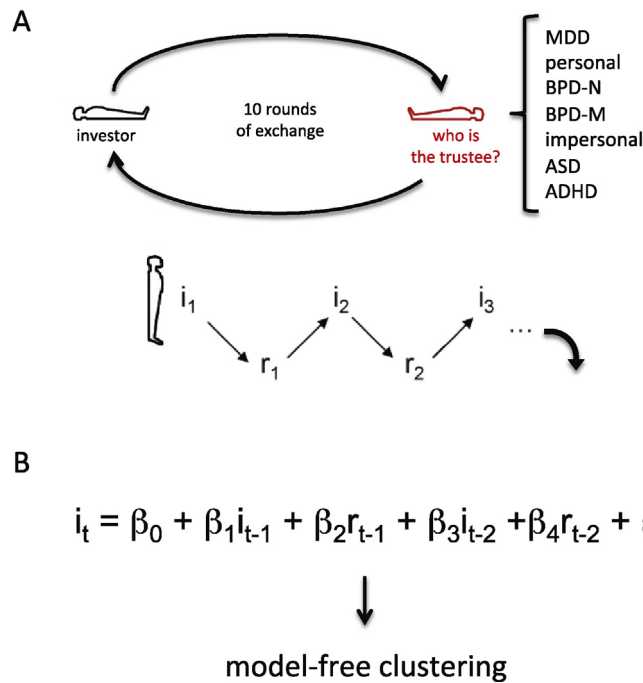 A
MDD
personal
BPD-N
BPD-M
impersonal
ASD
ADHD
investor
10 rounds
of exchange
who is
the trustee?
i₁ i₂ i₃ ...
r₁ r₂
B
iₜ = β₀ + β₁iₜ₋₁ + β₂rₜ₋₁ + β₃iₜ₋₂ +β₄rₜ₋₂ +
model-free clustering